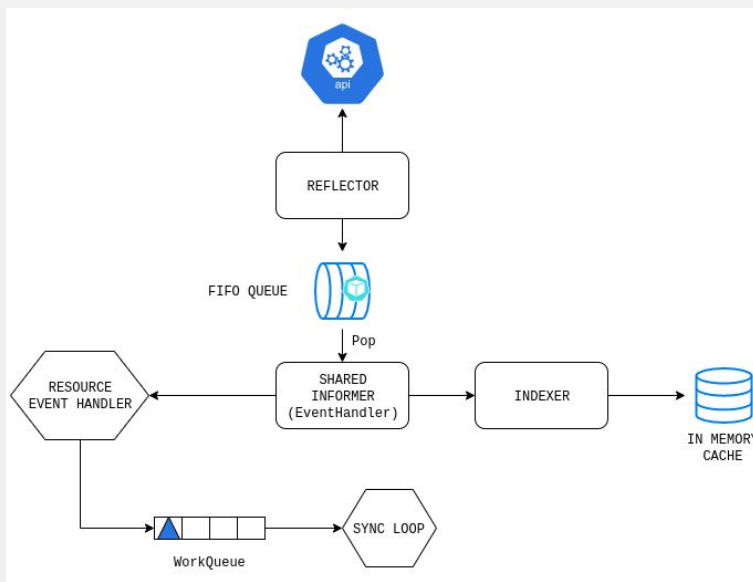 api
REFLECTOR
FIFO QUEUE
Pop
RESOURCE
EVENT HANDLER
SHARED
INFORMER
(EventHandler)
INDEXER
IN MEMORY
CACHE
SYNC LOOP
WorkQueue